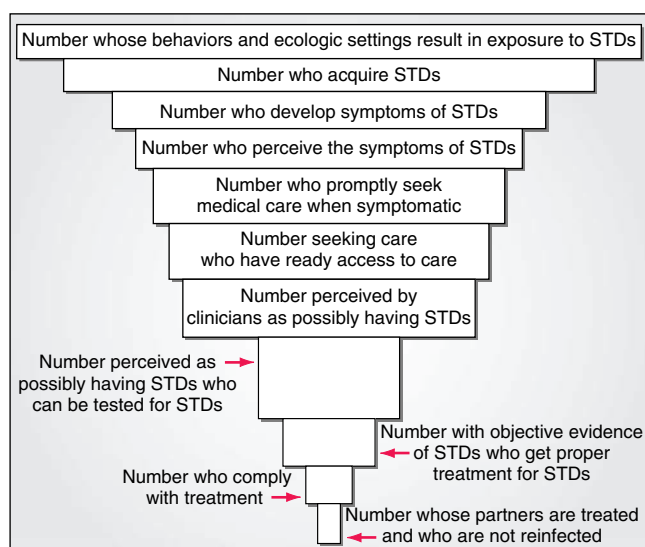 Number whose behaviors and ecologic settings result in exposure to STDs
Number who acquire STDs
Number who develop symptoms of STDs
Number who perceive the symptoms of STDs
Number who promptly seek
medical care when symptomatic
Number seeking care
who have ready access to care
Number perceived by
clinicians as possibly having STDs
Number perceived as
possibly having STDs who
can be tested for STDs
Number with objective evidence
of STDs who get proper
treatment for STDs
Number who comply
with treatment
Number whose partners are treated
and who are not reinfected